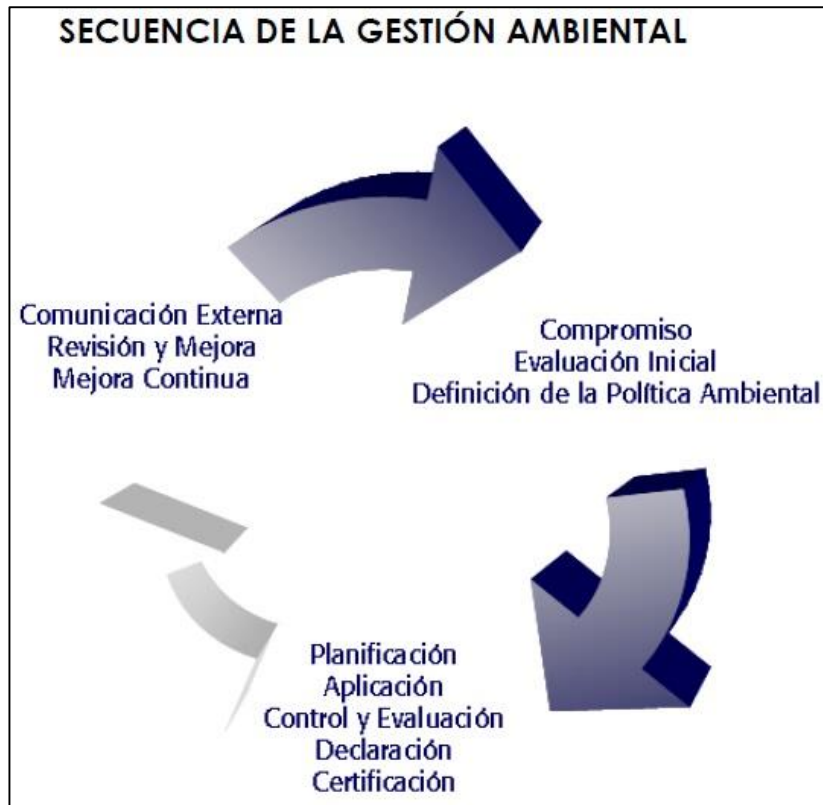 SECUENCIA DE LA GESTIÓN AMBIENTAL
Comunicación Externa
Revisión y Mejora
Mejora Continua
Compromiso
Evaluación Inicial
Definición de la Política Ambiental
Planificación
Aplicación
Control y Evaluación
Declaración
Certificación